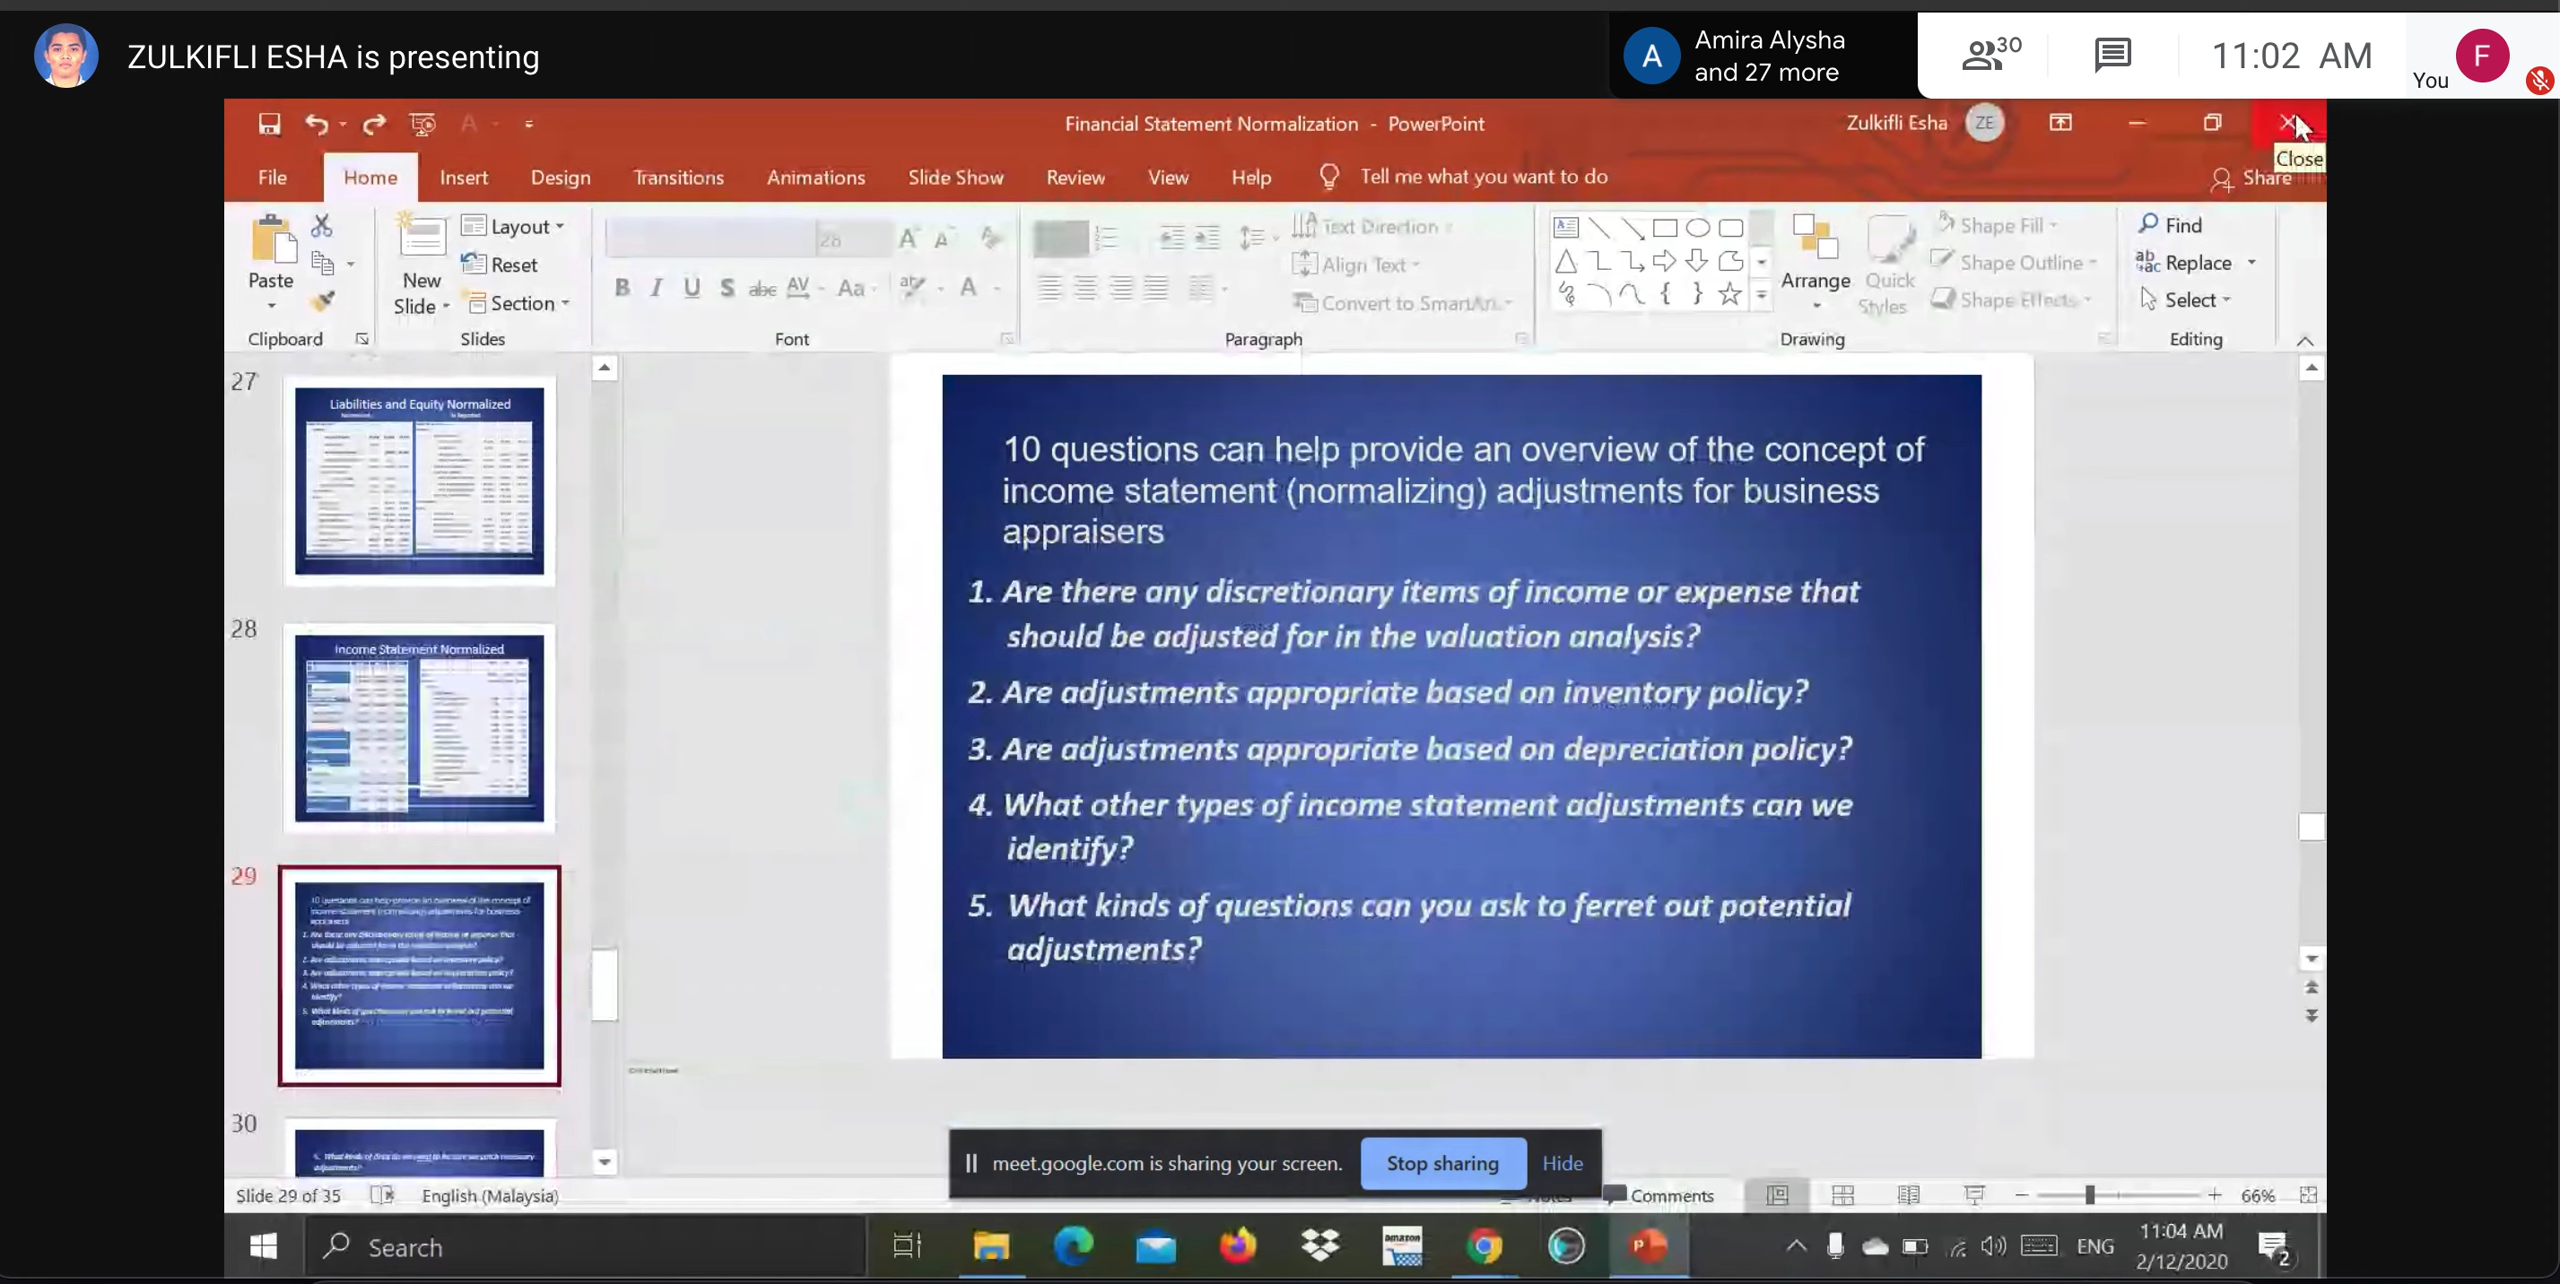 ZULKIFLI ESHA is presenting
A
Amira Alysha
and 27 more
30
11:02 AM
You
F
Financial Statement Normalization - PowerPoint
Zulkifli Esha
ZE
Close
File
Home
Insert
Design
Transitions
Animations
Slide Show
Review
View
Help
Tell me what you want to do
Share
Paste
New
Slide
Layout
Reset
Section
28
B I U S abc AV Aa
Text Direction
Align Text
Convert to SmartArt
Arrange
Quick
Styles
Shape Fill
Shape Outline
Shape Effects
Find
Replace
Select
Clipboard
Slides
Font
Paragraph
Drawing
Editing
27
Liabilities and Equity Normalized
28
Income Statement Normalized
29
30
10 questions can help provide an overview of the concept of
income statement (normalizing) adjustments for business
appraisers
1. Are there any discretionary items of income or expense that
should be adjusted for in the valuation analysis?
2. Are adjustments appropriate based on inventory policy?
3. Are adjustments appropriate based on depreciation policy?
4. What other types of income statement adjustments can we
identify?
5. What kinds of questions can you ask to ferret out potential
adjustments?
meet.google.com is sharing your screen.
Stop sharing
Hide
Slide 29 of 35
English (Malaysia)
Notes
Comments
66%
Search
amazon
ENG
11:04 AM
2/12/2020
2